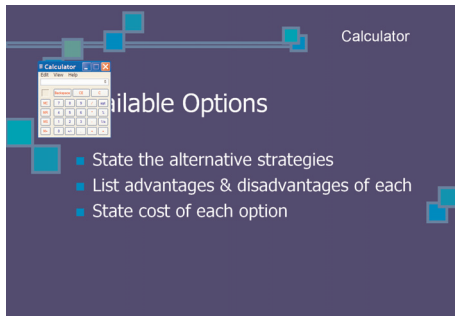 Calculator
Calculator
Edit View Help
ailable Options
State the alternative strategies
List advantages & disadvantages of each
State cost of each option